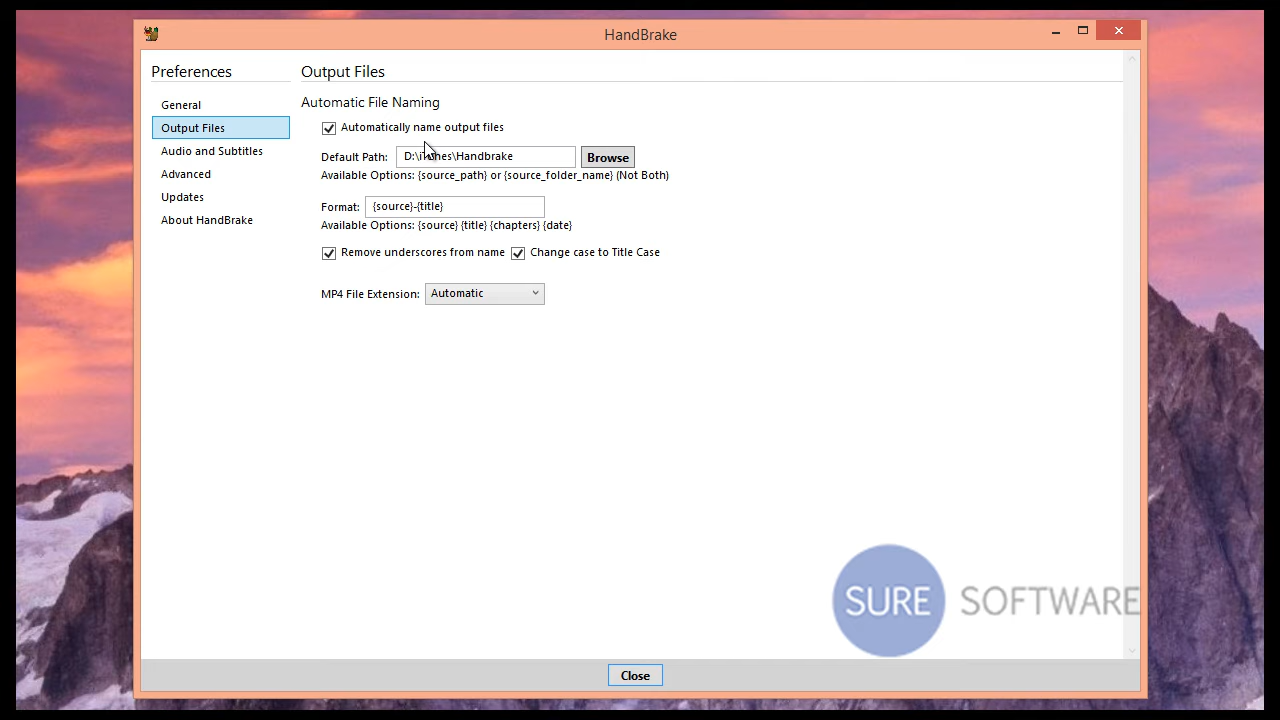 HandBrake
Preferences
General
Output Files
Audio and Subtitles
Advanced
Updates
About HandBrake
Output Files
Automatic File Naming
Automatically name output files
Default Path: D:\iTunes\Handbrake Browse
Available Options: {source_path} or {source_folder_name} (Not Both)
Format: {source}-{title}
Available Options: {source} {title} {chapters} {date}
Remove underscores from name Change case to Title Case
MP4 File Extension: Automatic
SURE SOFTWARE
Close